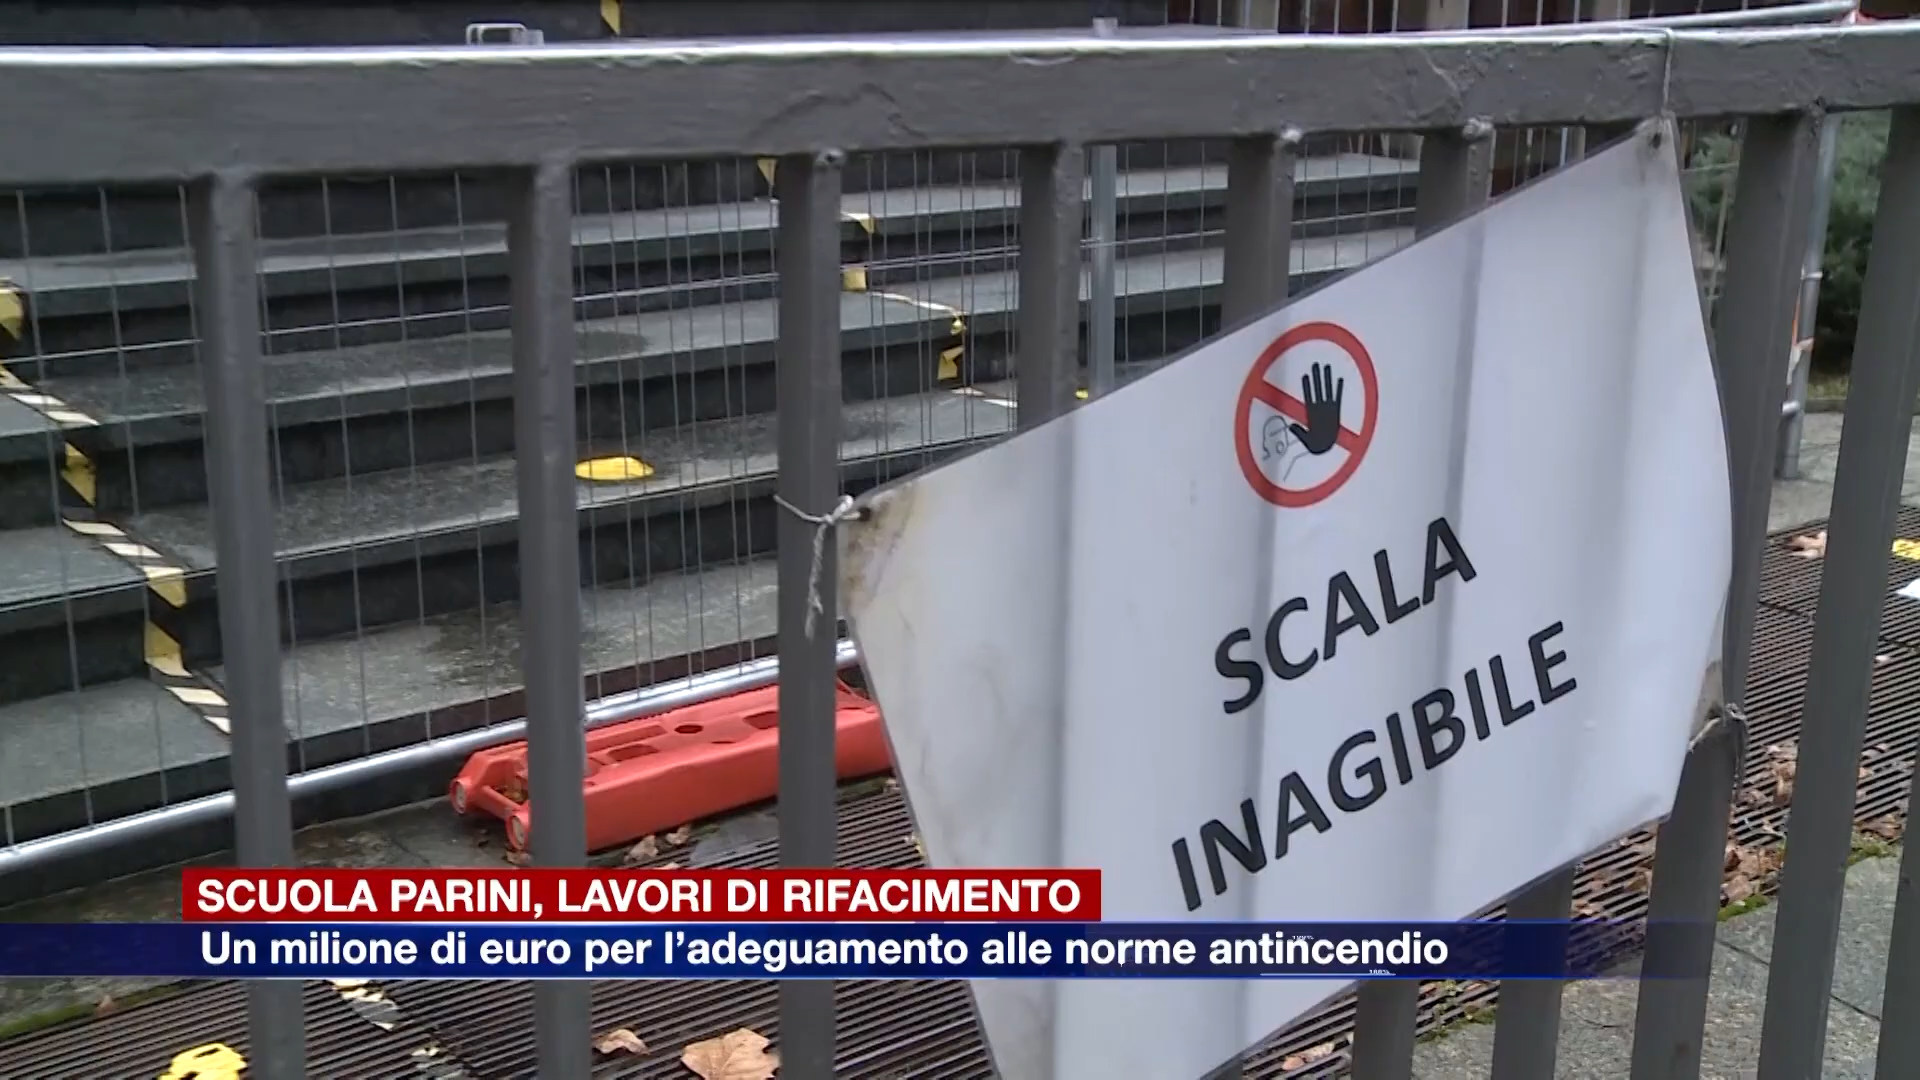 SCALA
INAGIBILE
SCUOLA PARINI, LAVORI DI RIFACIMENTO
Un milione di euro per l’adeguamento alle norme antincendio